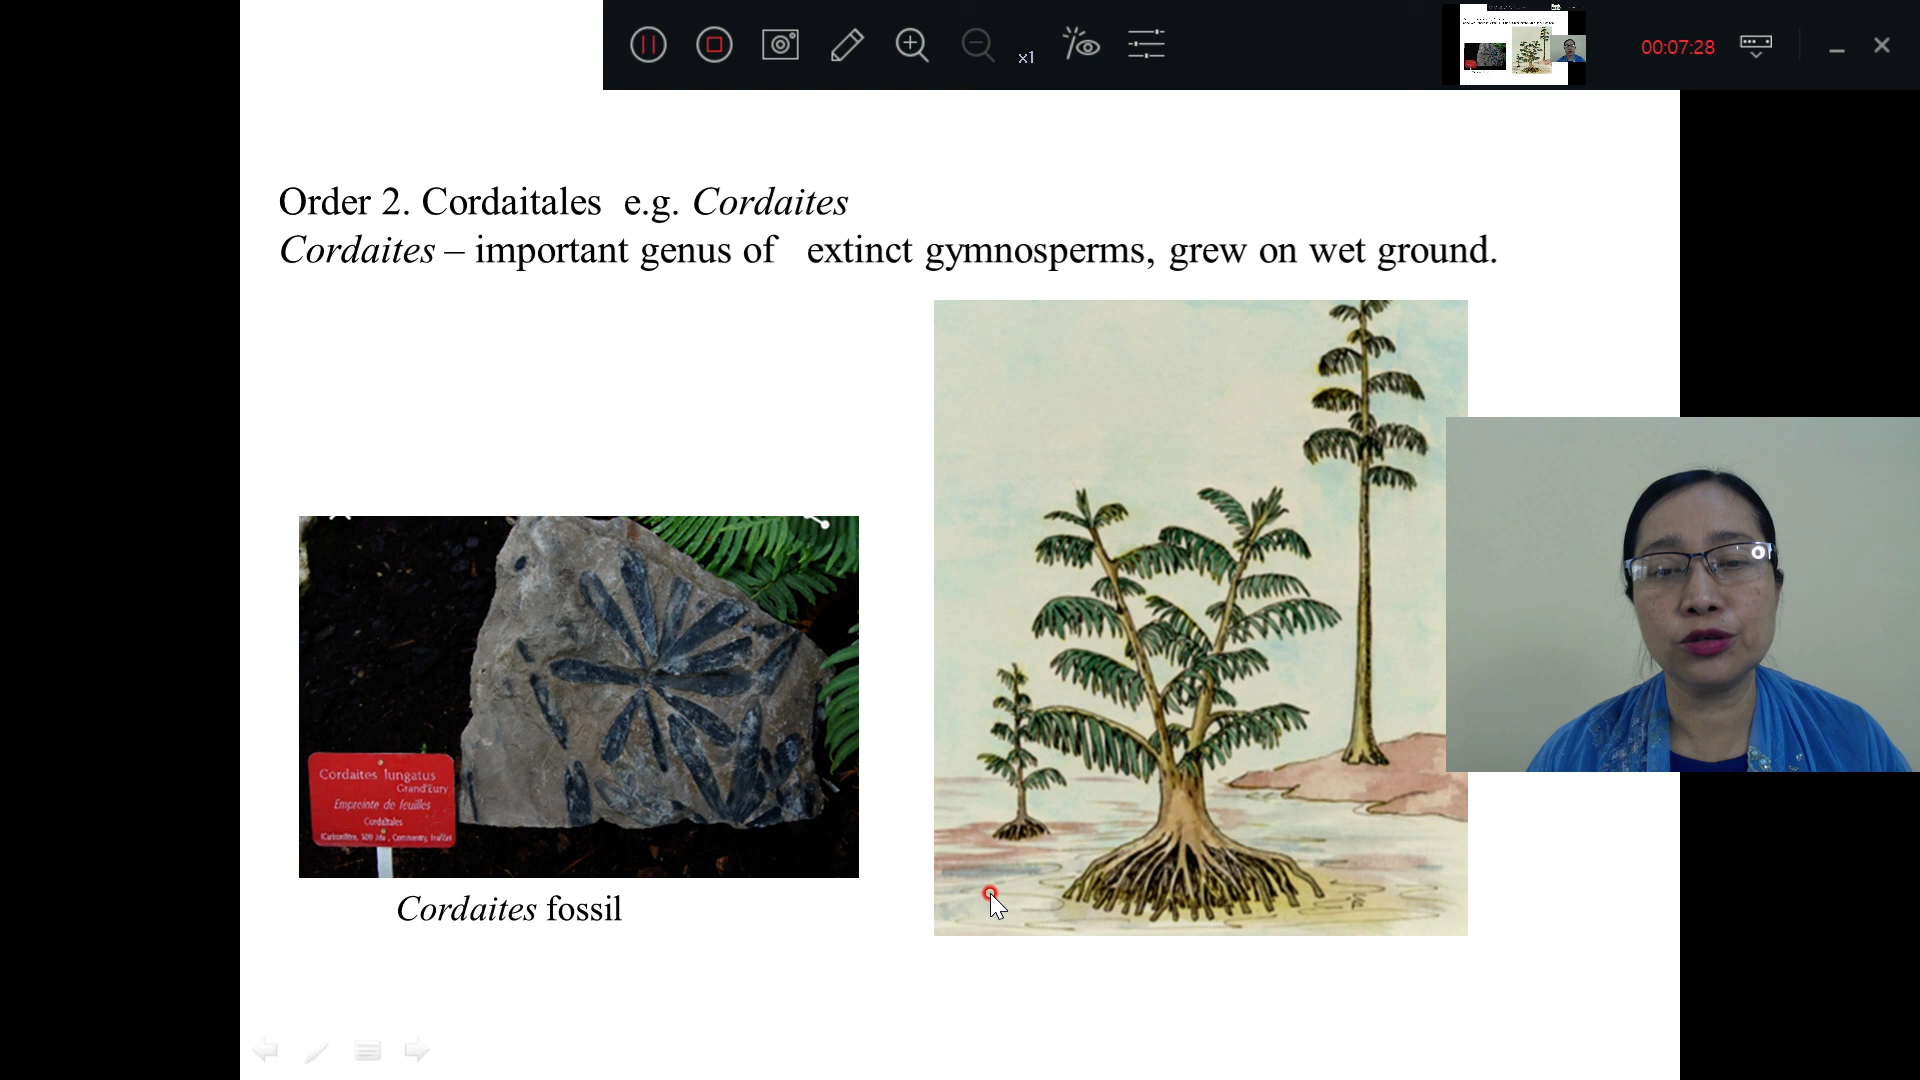 x1
00:07:28
Order 2. Cordaitales e.g. Cordaites
Cordaites – important genus of extinct gymnosperms, grew on wet ground.
Cordaites lungatus
Grand'Eury
Empreinte de feuilles
Cordaïtales
Cordaites fossil